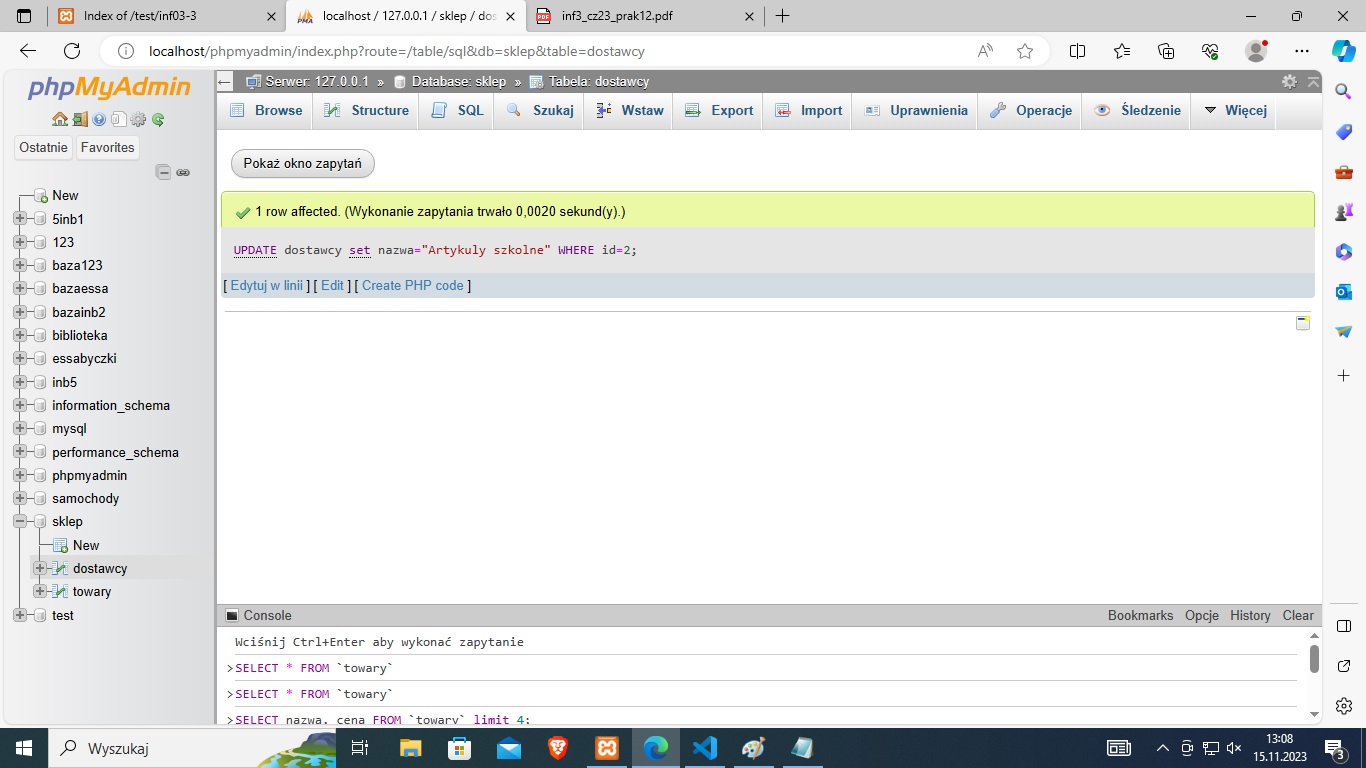 Index of /test/inf03-3
localhost / 127.0.0.1 / sklep / dos
inf3_cz23_prak12.pdf
localhost/phpmyadmin/index.php?route=/table/sql&db=sklep&table=dostawcy
phpMyAdmin
Serwer: 127.0.0.1 » Database: sklep » Tabela: dostawcy
Browse Structure SQL Szukaj Wstaw Export Import Uprawnienia Operacje Śledzenie Więcej
Ostatnie Favorites
Pokaż okno zapytań
New
5inb1
123
baza123
bazaessa
bazainb2
biblioteka
essabyczki
inb5
information_schema
mysql
performance_schema
phpmyadmin
samochody
sklep
New
dostawcy
towary
test
1 row affected. (Wykonanie zapytania trwało 0,0020 sekund(y).)
UPDATE dostawcy set nazwa="Artykuly szkolne" WHERE id=2;
[ Edytuj w linii ] [ Edit ] [ Create PHP code ]
Console Bookmarks Opcje History Clear
Wciśnij Ctrl+Enter aby wykonać zapytanie
>SELECT * FROM `towary`
>SELECT * FROM `towary`
>SELECT nazwa, cena FROM `towary` limit 4;
Wyszukaj
13:08
15.11.2023
3